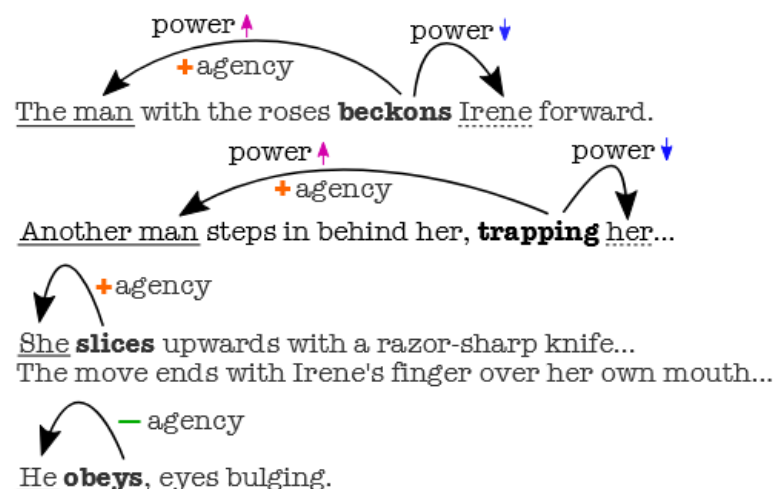 power power
+agency
The man with the roses beckons Irene forward.
power power
+agency
Another man steps in behind her, trapping her...
+agency
She slices upwards with a razor-sharp knife...
The move ends with Irene's finger over her own mouth...
− agency
He obeys, eyes bulging.